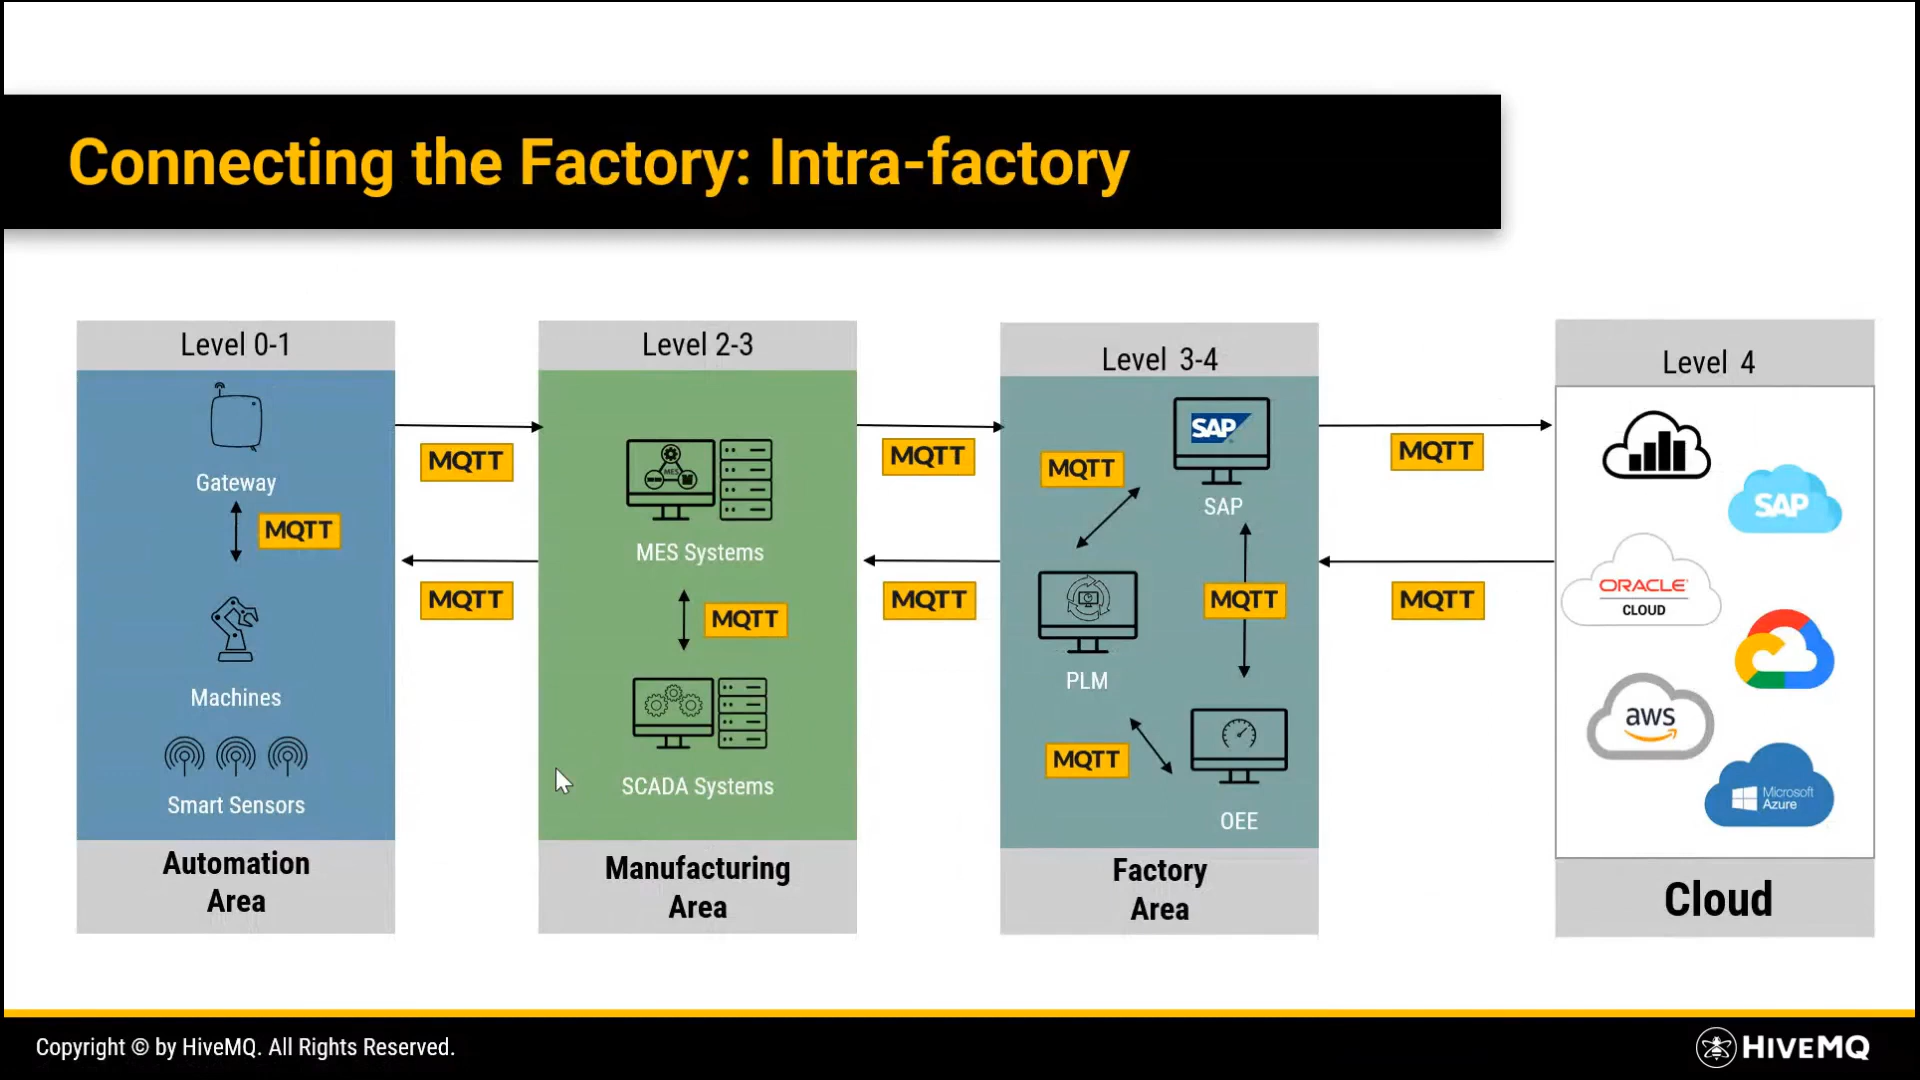 Connecting the Factory: Intra-factory
Level 0-1
Gateway
MQTT
Machines
Smart Sensors
Automation
Area
MQTT
MQTT
Level 2-3
MES
MES Systems
MQTT
SCADA Systems
Manufacturing
Area
MQTT
MQTT
Level 3-4
SAP
SAP
MQTT
PLM
MQTT
MQTT
OEE
Factory
Area
MQTT
MQTT
Level 4
SAP
ORACLE
CLOUD
aws
Microsoft
Azure
Cloud
Copyright © by HiveMQ. All Rights Reserved.
HIVEMQ